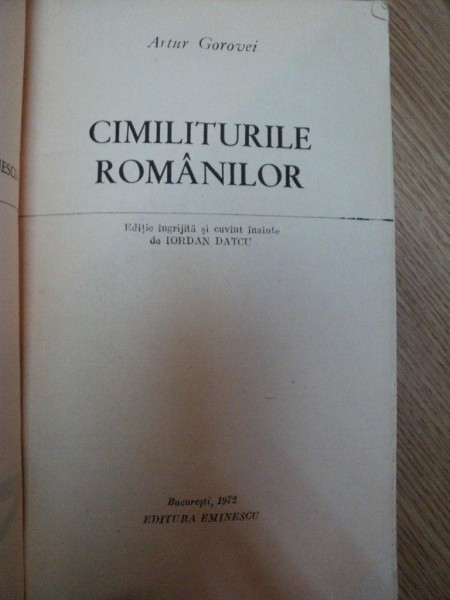 Artur Gorovei
CIMILITURILE
ROMÂNILOR
Ediție îngrijită și cuvînt înainte
de IORDAN DATCU
București, 1972
EDITURA EMINESCU